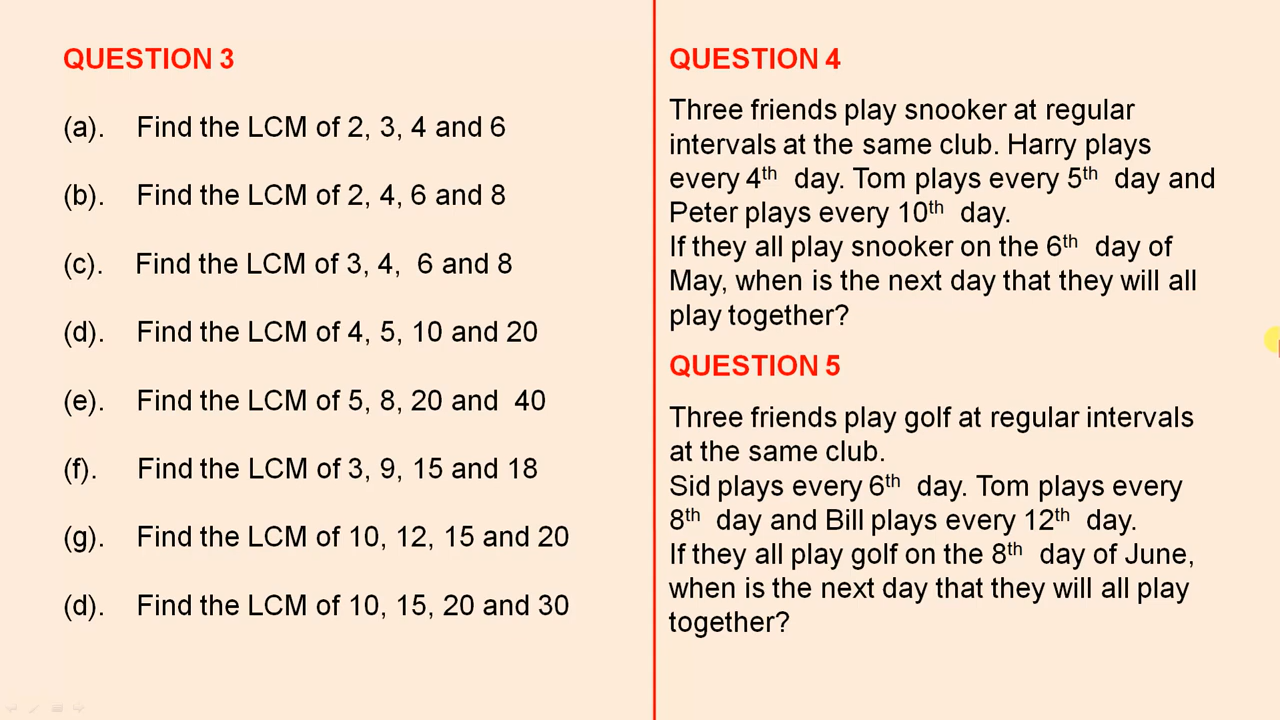 QUESTION 3
(a). Find the LCM of 2, 3, 4 and 6
(b). Find the LCM of 2, 4, 6 and 8
(c). Find the LCM of 3, 4, 6 and 8
(d). Find the LCM of 4, 5, 10 and 20
(e). Find the LCM of 5, 8, 20 and 40
(f). Find the LCM of 3, 9, 15 and 18
(g). Find the LCM of 10, 12, 15 and 20
(d). Find the LCM of 10, 15, 20 and 30
QUESTION 4
Three friends play snooker at regular
intervals at the same club. Harry plays
every 4th day. Tom plays every 5th day and
Peter plays every 10th day.
If they all play snooker on the 6th day of
May, when is the next day that they will all
play together?
QUESTION 5
Three friends play golf at regular intervals
at the same club.
Sid plays every 6th day. Tom plays every
8th day and Bill plays every 12th day.
If they all play golf on the 8th day of June,
when is the next day that they will all play
together?